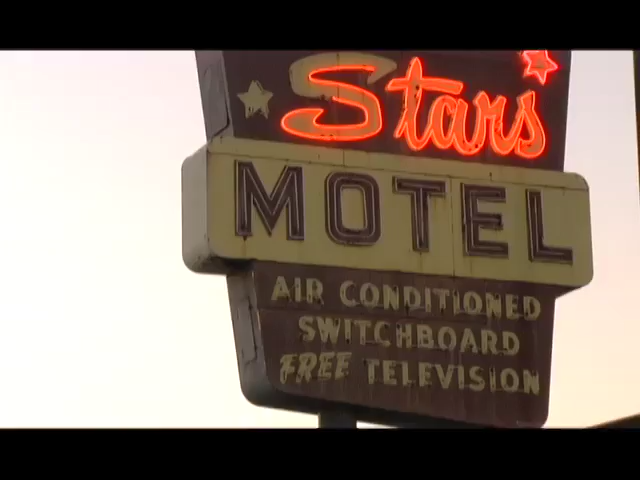 Stars
MOTEL
AIR CONDITIONED
SWITCHBOARD
FREE TELEVISION